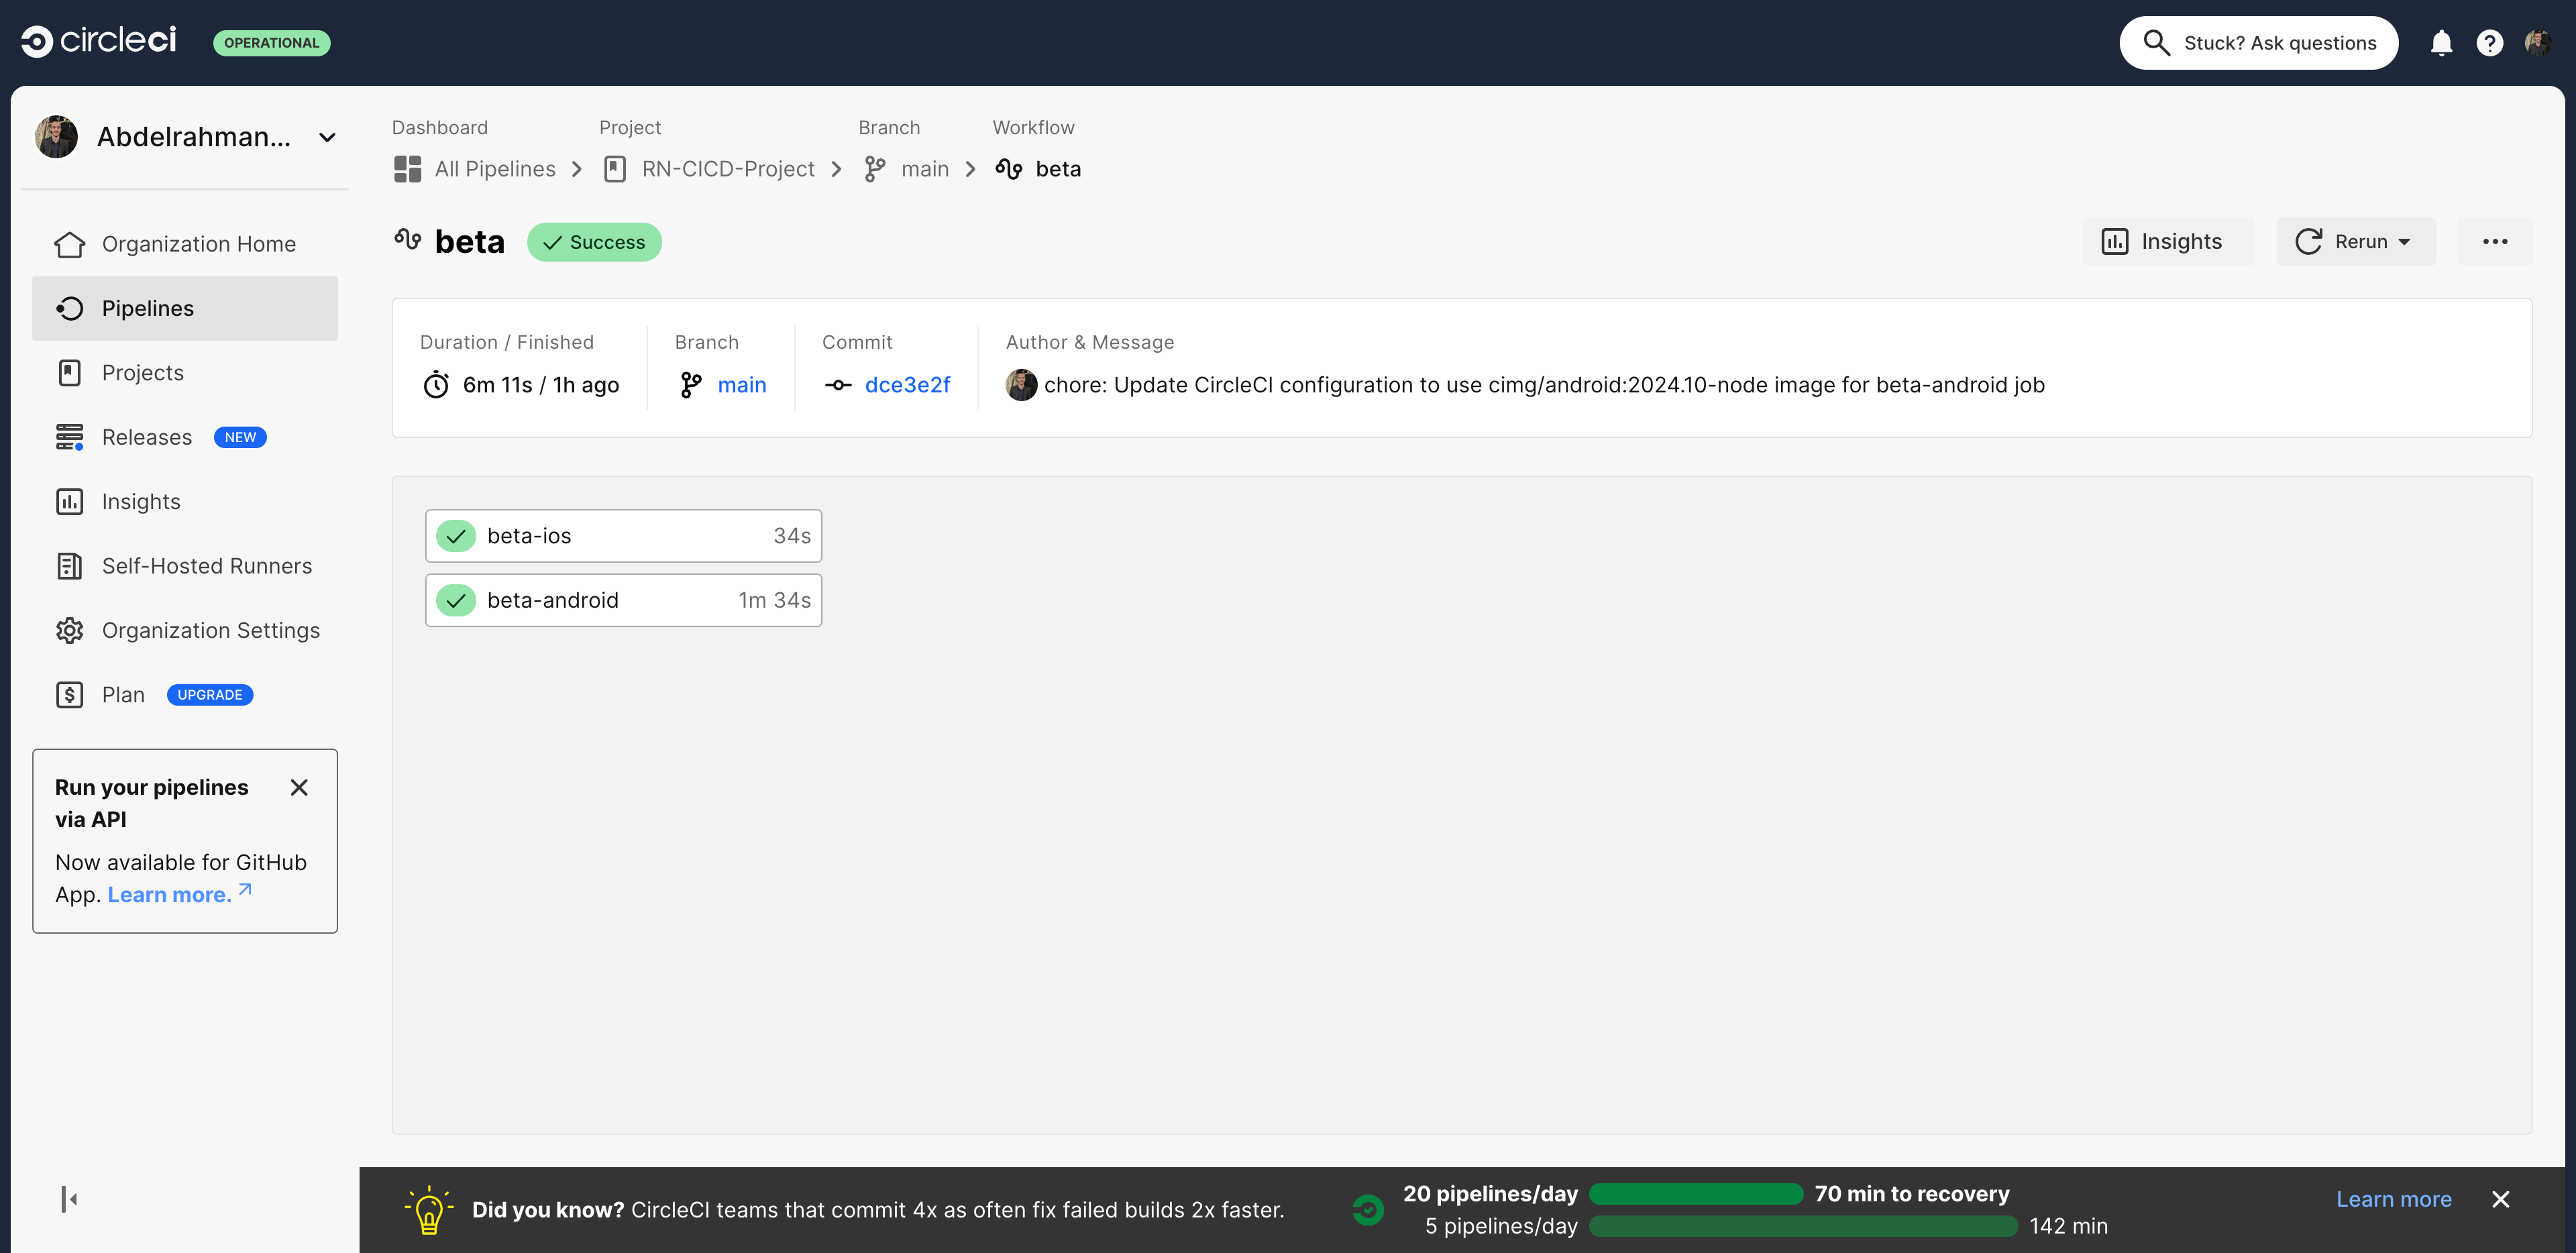 circleci
OPERATIONAL
Stuck? Ask questions
Abdelrahman...
Organization Home
Pipelines
Projects
Releases NEW
Insights
Self-Hosted Runners
Organization Settings
Plan UPGRADE
Run your pipelines
via API
Now available for GitHub
App. Learn more.
Dashboard Project Branch Workflow
All Pipelines RN-CICD-Project main beta
beta Success
Insights Rerun
Duration / Finished
6m 11s / 1h ago
Branch
main
Commit
dce3e2f
Author & Message
chore: Update CircleCI configuration to use cimg/android:2024.10-node image for beta-android job
beta-ios 34s
beta-android 1m 34s
Did you know? CircleCI teams that commit 4x as often fix failed builds 2x faster.
20 pipelines/day 70 min to recovery
5 pipelines/day 142 min
Learn more